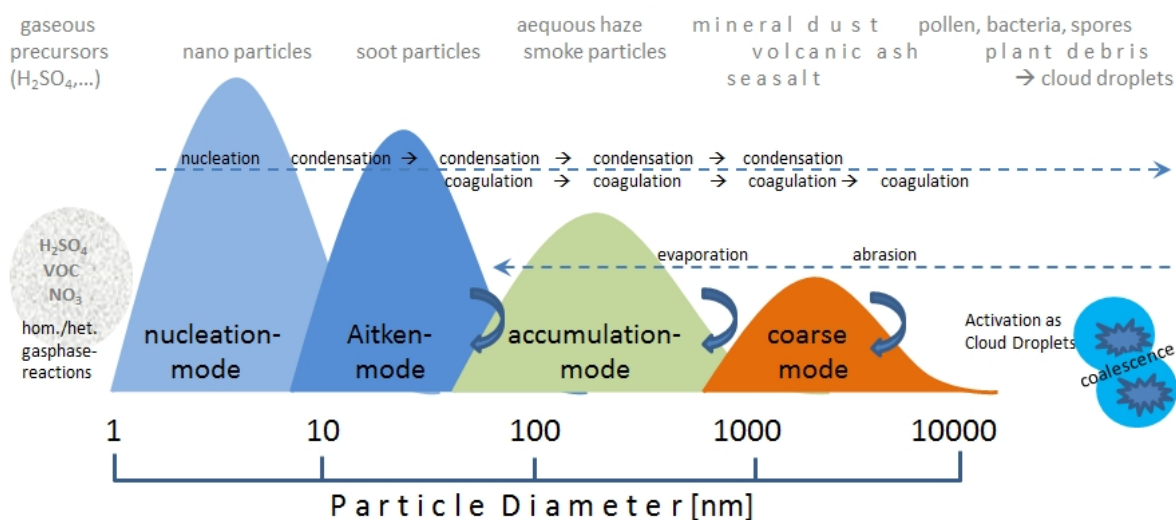 gaseous
precursors
(H₂SO₄,...)
nano particles
soot particles
aequous haze
smoke particles
mineral dust
volcanic ash
seasalt
pollen, bacteria, spores
plant debris
→ cloud droplets
nucleation condensation → condensation → condensation → condensation
coagulation → coagulation → coagulation → coagulation
evaporation abrasion
H₂SO₄
VOC
NO₃
hom./het.
gasphase-
reactions
nucleation-
mode
Aitken-
mode
accumulation-
mode
coarse
mode
Activation as
Cloud Droplets
coalescence
1 10 100 1000 10000
Particle Diameter [nm]